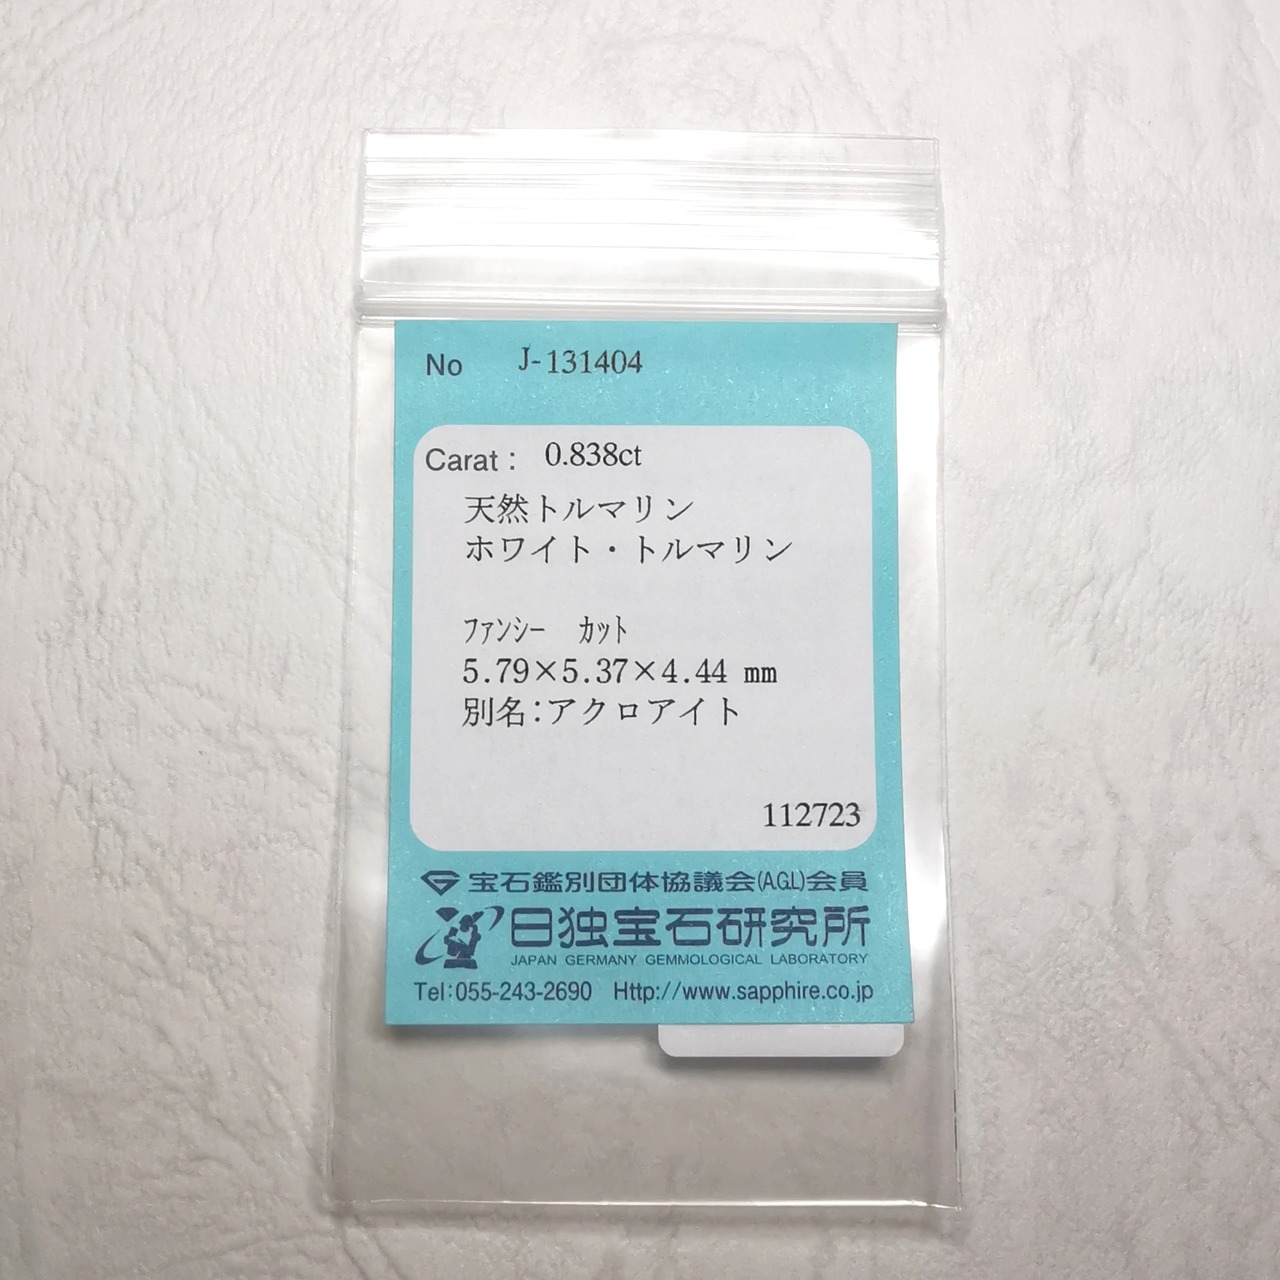 No J-131404
Carat: 0.838ct
天然トルマリン
ホワイト・トルマリン
ﾌｧﾝｼｰ ｶｯﾄ
5.79×5.37×4.44 mm
別名:アクロアイト
112723
宝石鑑別団体協議会(A.G.L)会員
日独宝石研究所
JAPAN GERMANY GEMMOLOGICAL LABORATORY
Tel:055-243-2690 Http://www.sapphire.co.jp